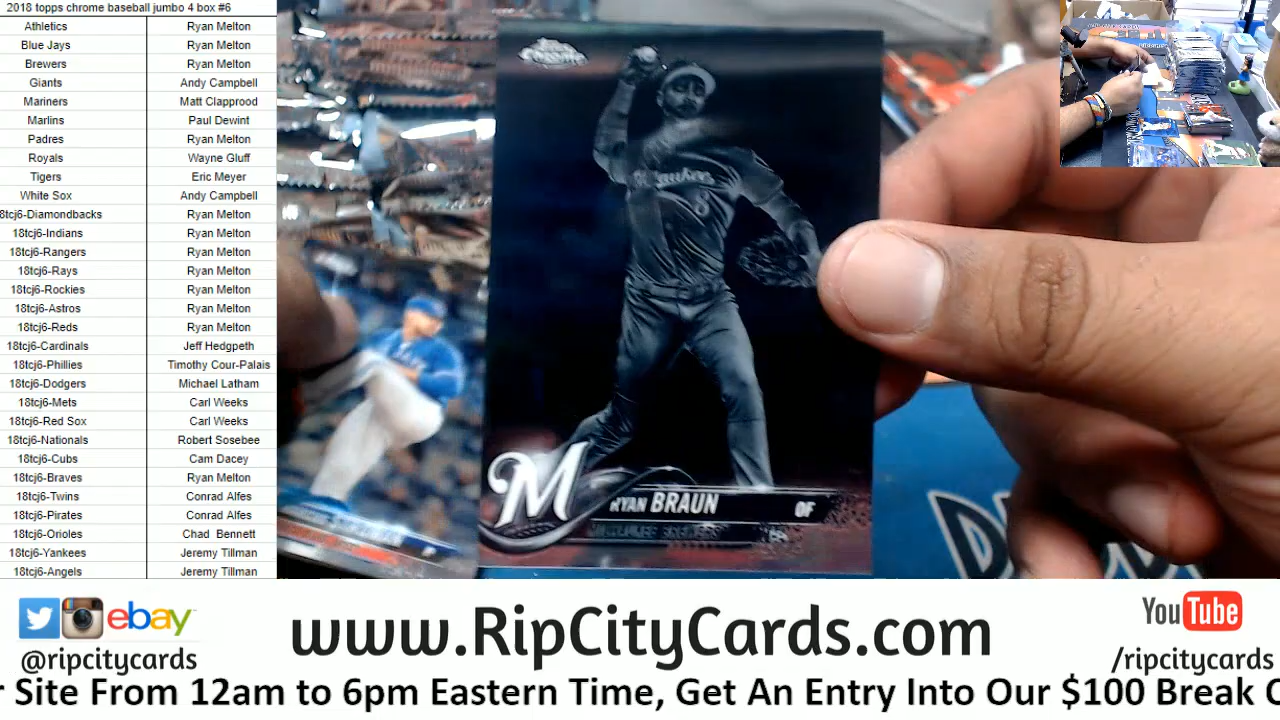 2018 topps chrome baseball jumbo 4 box #6
Athletics Ryan Melton
Blue Jays Ryan Melton
Brewers Ryan Melton
Giants Andy Campbell
Mariners Matt Clapprood
Marlins Paul Dewint
Padres Ryan Melton
Royals Wayne Gluff
Tigers Eric Meyer
White Sox Andy Campbell
8tcj6-Diamondbacks Ryan Melton
18tcj6-Indians Ryan Melton
18tcj6-Rangers Ryan Melton
18tcj6-Rays Ryan Melton
18tcj6-Rockies Ryan Melton
18tcj6-Astros Ryan Melton
18tcj6-Reds Ryan Melton
18tcj6-Cardinals Jeff Hedgpeth
18tcj6-Phillies Timothy Cour-Palais
18tcj6-Dodgers Michael Latham
18tcj6-Mets Carl Weeks
18tcj6-Red Sox Carl Weeks
18tcj6-Nationals Robert Sosebee
18tcj6-Cubs Cam Dacey
18tcj6-Braves Ryan Melton
18tcj6-Twins Conrad Alfes
18tcj6-Pirates Conrad Alfes
18tcj6-Orioles Chad Bennett
18tcj6-Yankees Jeremy Tillman
18tcj6-Angels Jeremy Tillman
Topps Chrome
8
M
RYAN BRAUN OF
MILWAUKEE BREWERS
ebay
@ripcitycards
www.RipCityCards.com
YouTube
/ripcitycards
r Site From 12am to 6pm Eastern Time, Get An Entry Into Our $100 Break